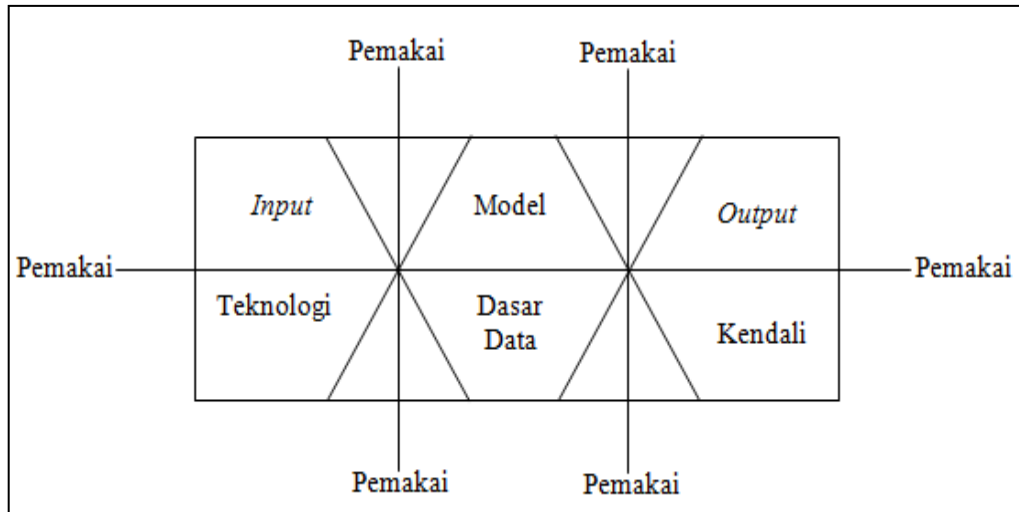 Pemakai
Pemakai
Input
Model
Output
Pemakai
Pemakai
Teknologi
Dasar
Data
Kendali
Pemakai
Pemakai